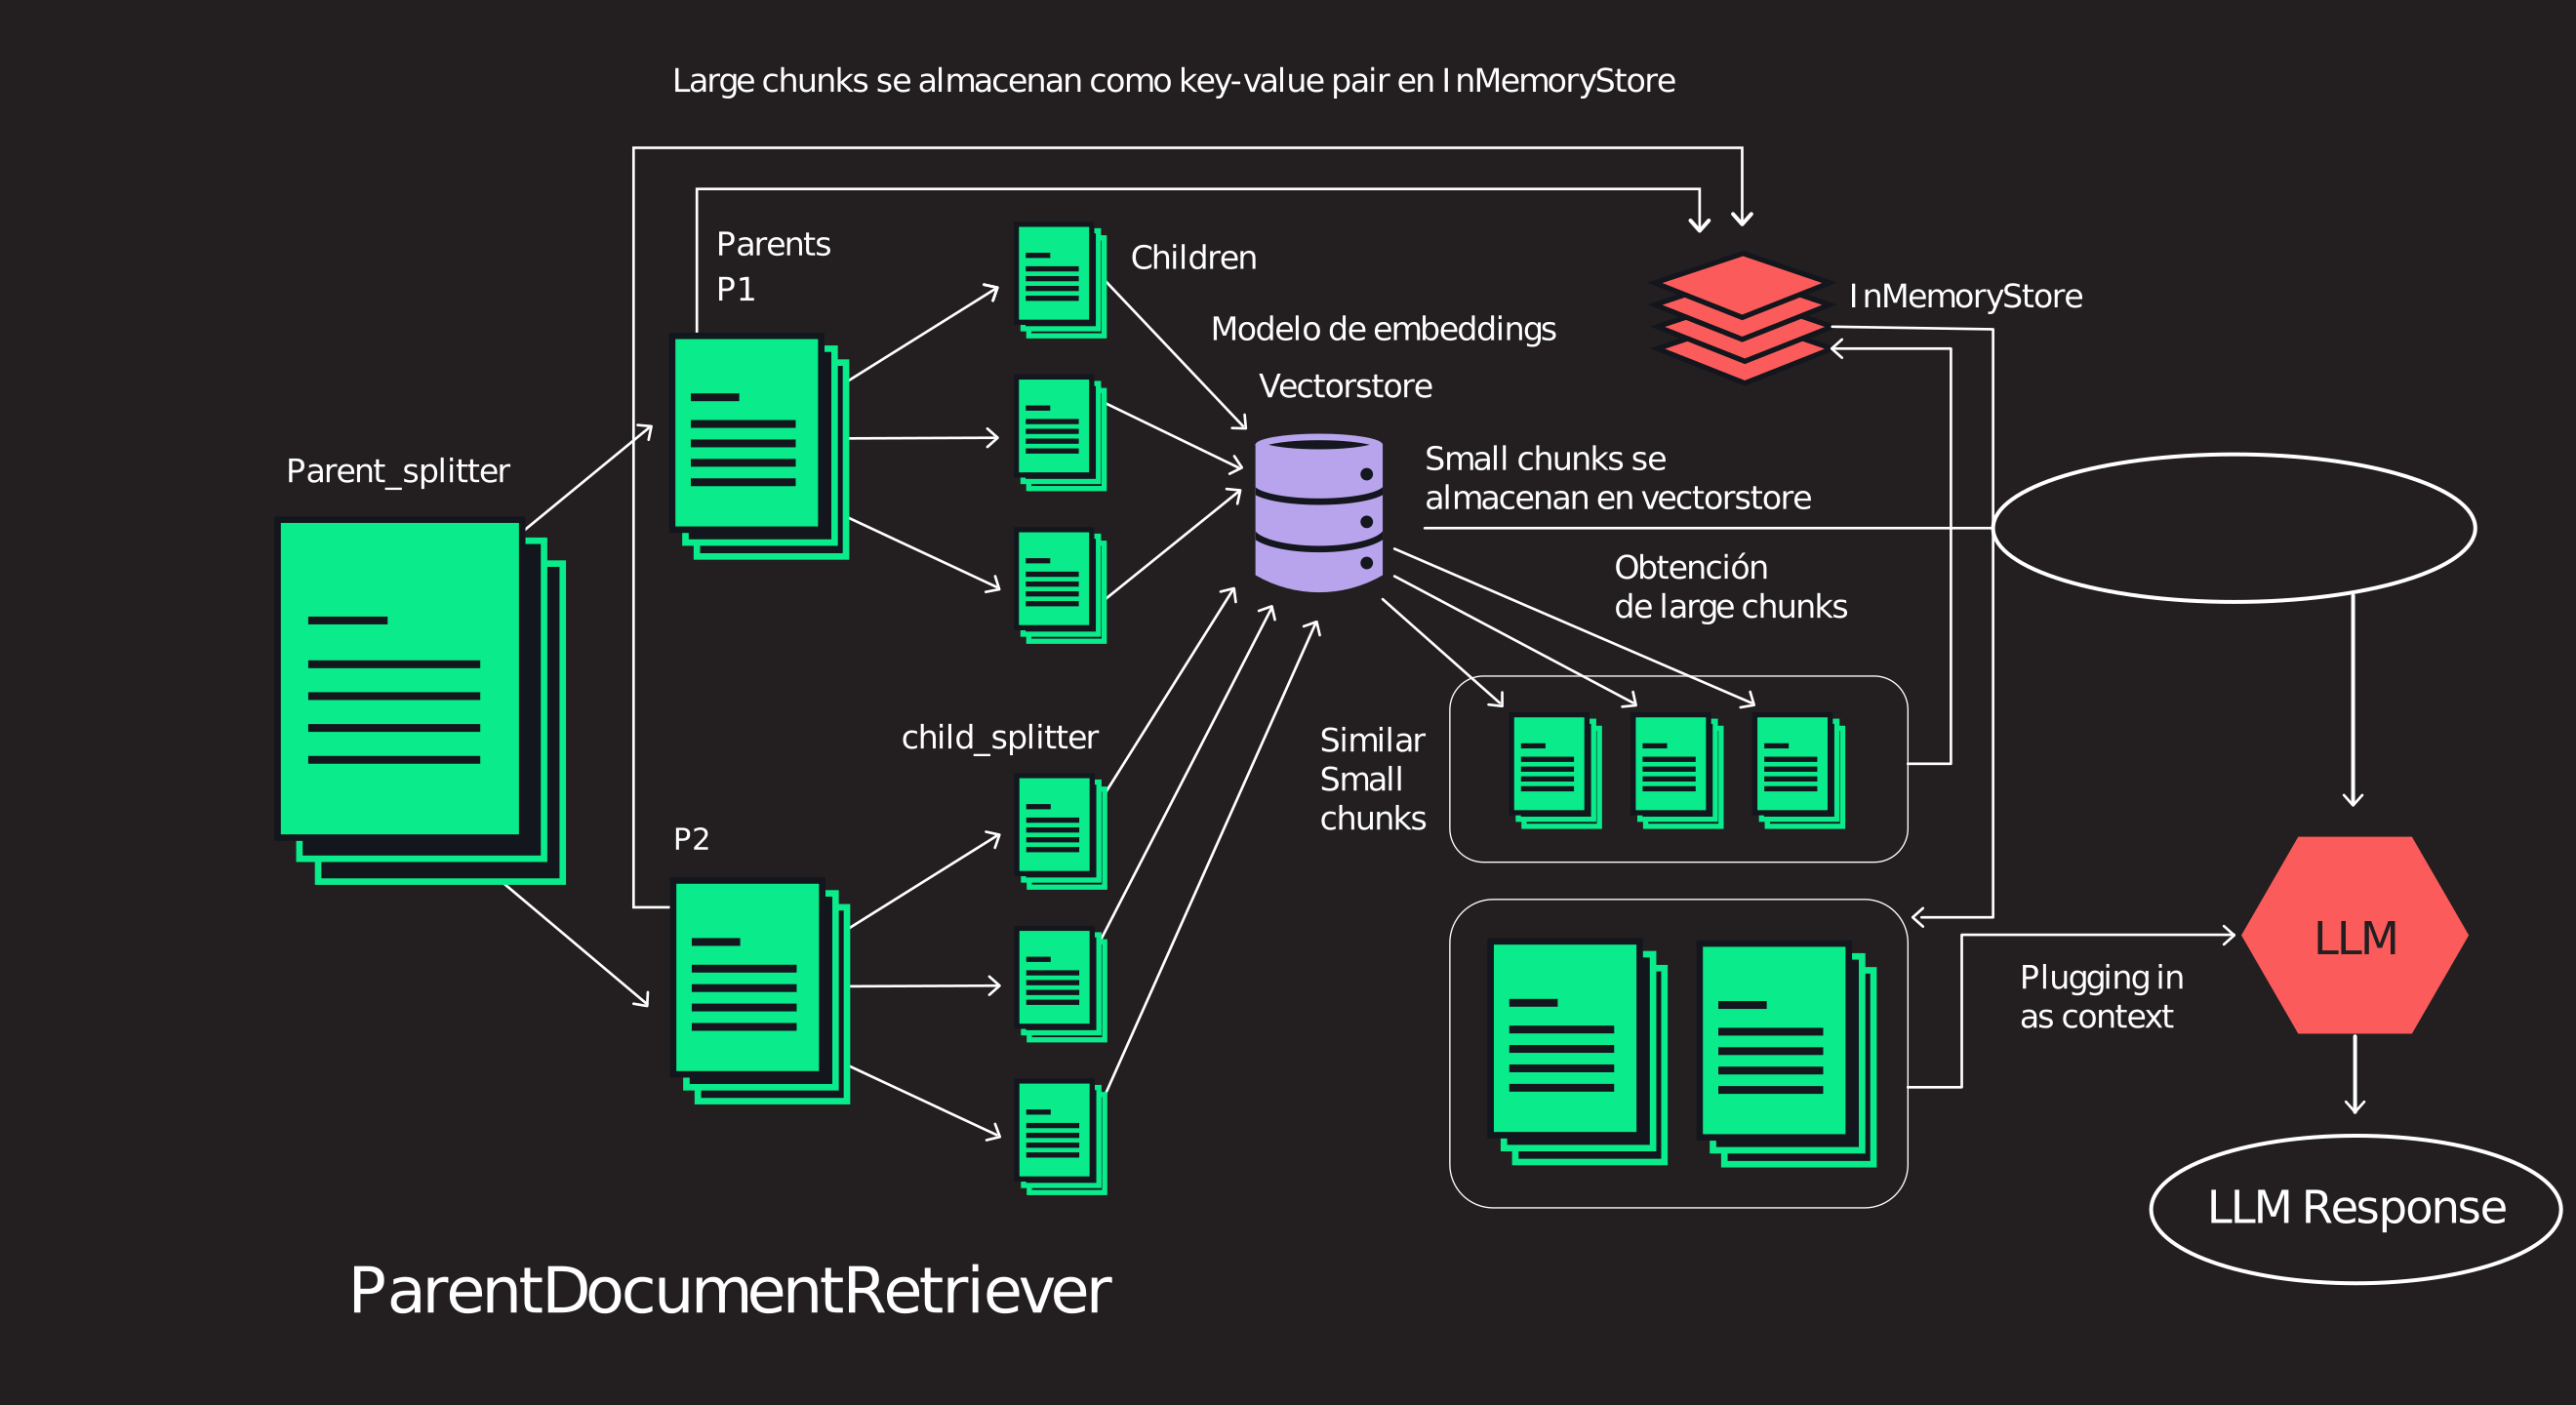 Large chunks se almacenan como key-value pair en InMemoryStore
Parents
P1
Children
InMemoryStore
Modelo de embeddings
Vectorstore
Parent_splitter
Small chunks se
almacenan en vectorstore
Obtención
de large chunks
child_splitter
Similar
Small
chunks
P2
LLM
Plugging in
as context
LLM Response
ParentDocumentRetriever